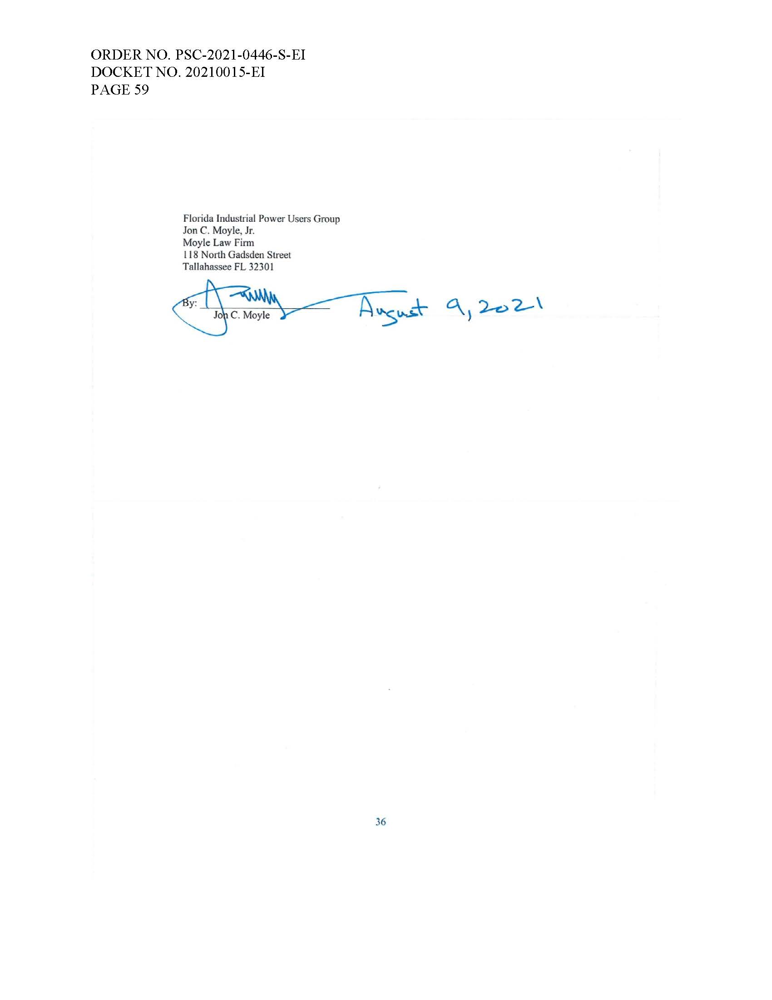 ORDER NO. PSC-2021-0446-S-EI
DOCKET NO. 20210015-EI
PAGE 59
Florida Industrial Power Users Group
Jon C. Moyle, Jr.
Moyle Law Firm
118 North Gadsden Street
Tallahassee FL 32301
By:
August 9, 2021
Jon C. Moyle
36